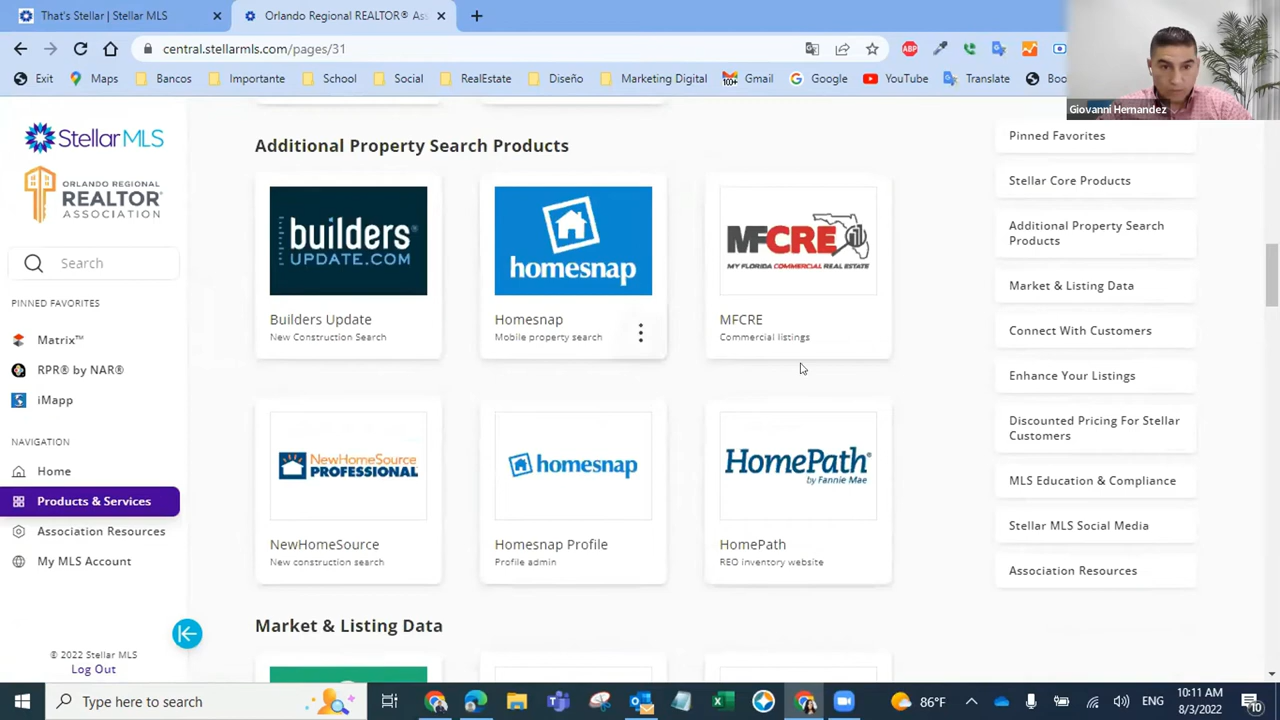 That's Stellar | Stellar MLS
Orlando Regional REALTOR® Ass
central.stellarmls.com/pages/31
ABP
Exit
Maps
Bancos
Importante
School
Social
RealEstate
Diseño
Marketing Digital
100+
Gmail
Google
YouTube
Translate
Boo
Giovanni Hernandez
StellarMLS
ORLANDO REGIONAL
REALTOR®
ASSOCIATION
Search
PINNED FAVORITES
Matrix™
RPR® by NAR®
iMapp
NAVIGATION
Home
Products & Services
Association Resources
My MLS Account
© 2022 Stellar MLS
Log Out
Additional Property Search Products
builders®
UPDATE.COM
Builders Update
New Construction Search
homesnap
Homesnap
Mobile property search
MFCRE
MY FLORIDA COMMERCIAL REAL ESTATE
MFCRE
Commercial listings
NewHomeSource
PROFESSIONAL
NewHomeSource
New construction search
homesnap
Homesnap Profile
Profile admin
HomePath®
by Fannie Mae
HomePath
REO inventory website
Market & Listing Data
Pinned Favorites
Stellar Core Products
Additional Property Search
Products
Market & Listing Data
Connect With Customers
Enhance Your Listings
Discounted Pricing For Stellar
Customers
MLS Education & Compliance
Stellar MLS Social Media
Association Resources
Type here to search
86°F
ENG
10:11 AM
8/3/2022
10